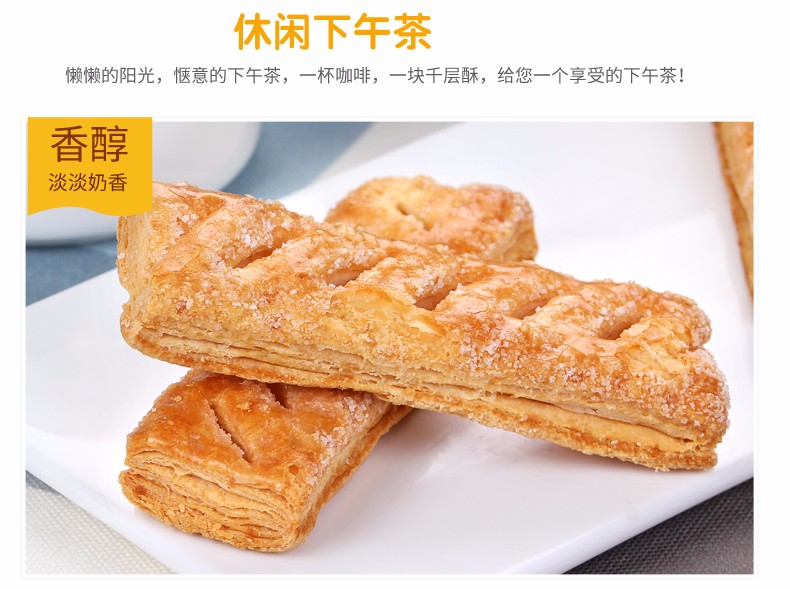 休闲下午茶
懒懒的阳光，惬意的下午茶，一杯咖啡，一块千层酥，给您一个享受的下午茶！
香醇
淡淡奶香